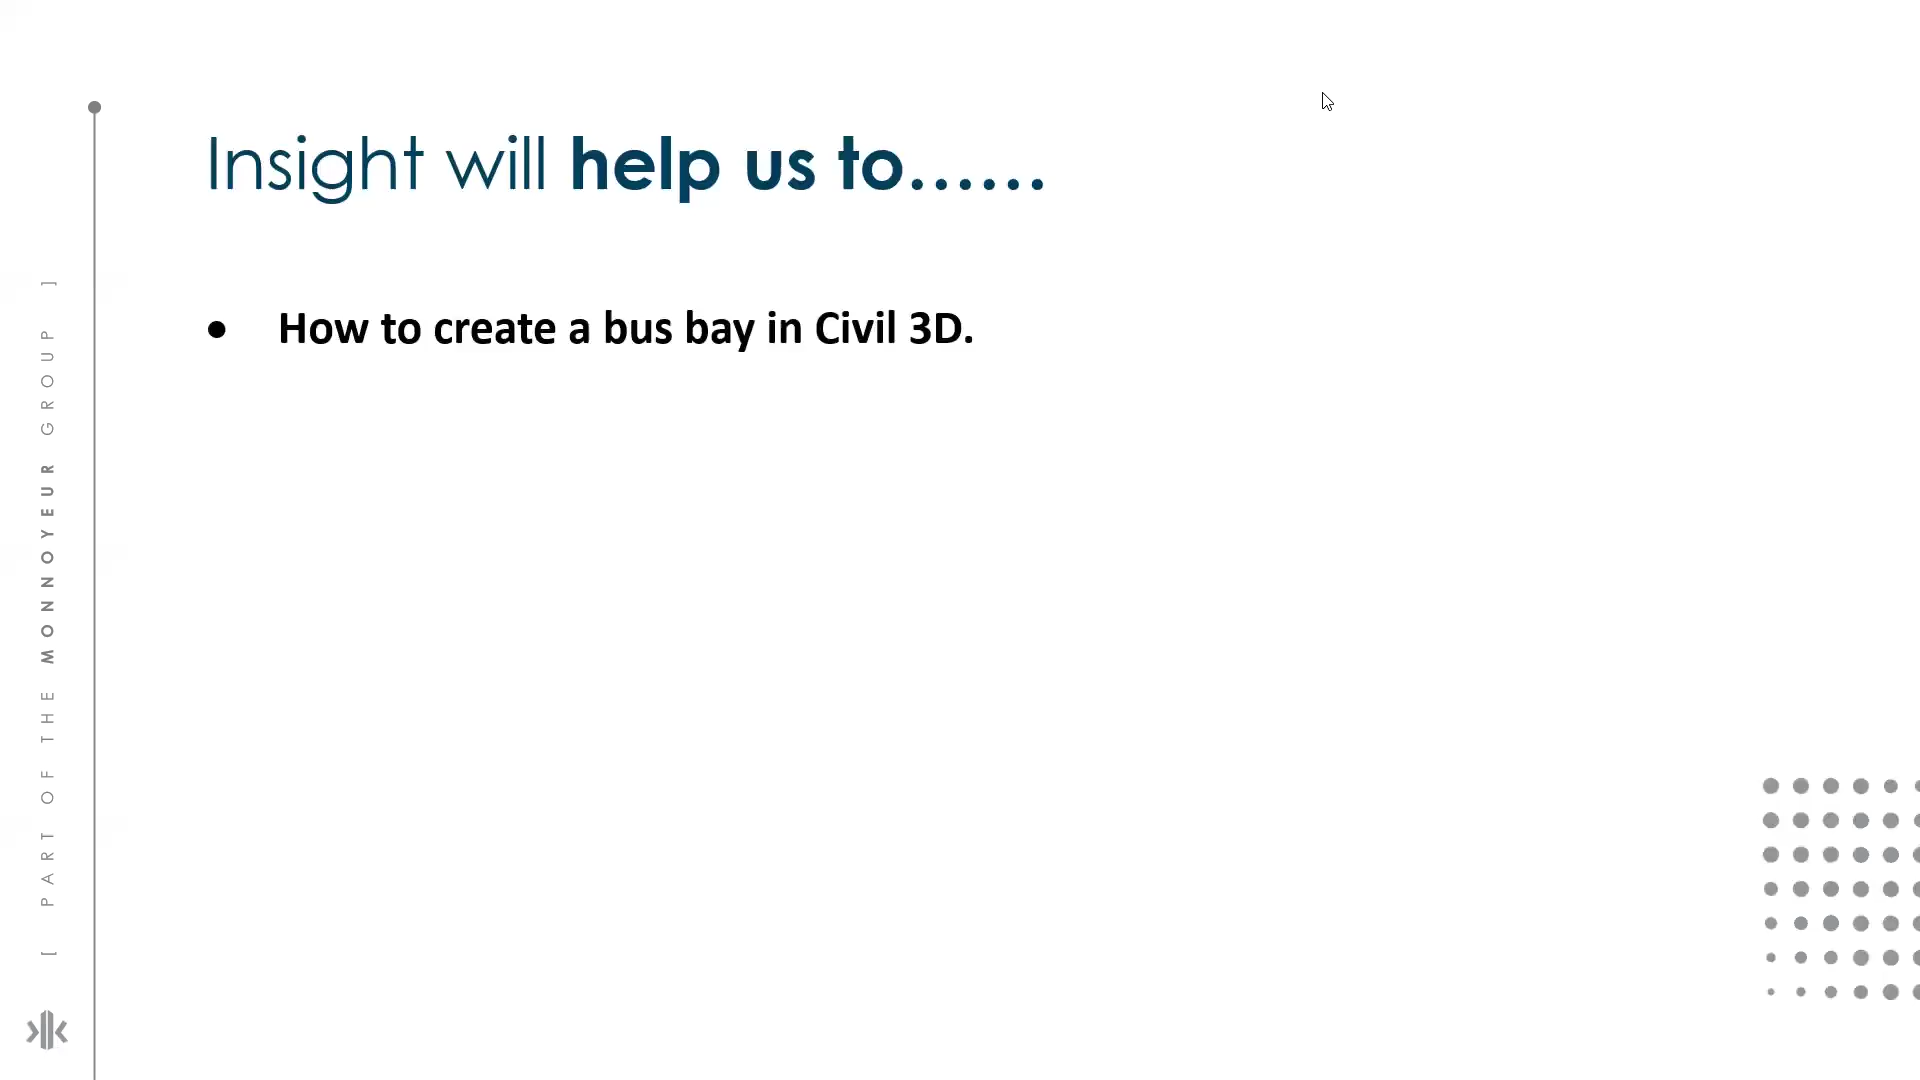 Insight will help us to......
● How to create a bus bay in Civil 3D.
[ PART OF THE MONNOYEUR GROUP ]